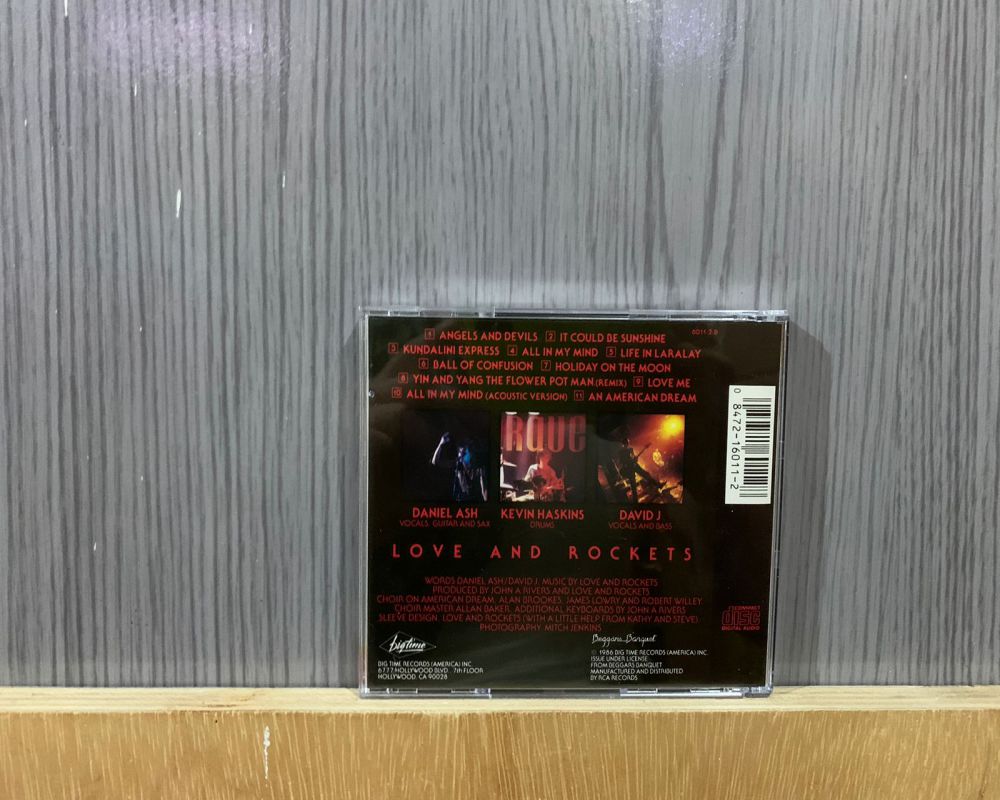 6011-2-B
1 ANGELS AND DEVILS 2 IT COULD BE SUNSHINE
3 KUNDALINI EXPRESS 4 ALL IN MY MIND 5 LIFE IN LARALAY
6 BALL OF CONFUSION 7 HOLIDAY ON THE MOON
8 YIN AND YANG THE FLOWER POT MAN (REMIX) 9 LOVE ME
10 ALL IN MY MIND (ACOUSTIC VERSION) 11 AN AMERICAN DREAM
0 8472-16011-2
RAVE
DANIEL ASH
VOCALS, GUITAR AND SAX
KEVIN HASKINS
DRUMS
DAVID J
VOCALS AND BASS
LOVE AND ROCKETS
WORDS DANIEL ASH/DAVID J. MUSIC BY LOVE AND ROCKETS
PRODUCED BY JOHN A RIVERS AND LOVE AND ROCKETS
CHOIR ON AMERICAN DREAM: ALAN BROOKES, JAMES LOWRY AND ROBERT WILLEY
CHOIR MASTER ALLAN BAKER. ADDITIONAL KEYBOARDS BY JOHN A RIVERS
SLEEVE DESIGN: LOVE AND ROCKETS (WITH A LITTLE HELP FROM KATHY AND STEVE)
PHOTOGRAPHY: MITCH JENKINS
COMPACT
disc
DIGITAL AUDIO
bigtime
BIG TIME RECORDS (AMERICA) INC
6777 HOLLYWOOD BLVD. 7th FLOOR
HOLLYWOOD. CA 90028
Beggars Banquet
© 1986 BIG TIME RECORDS (AMERICA) INC.
ISSUE UNDER LICENSE
FROM BEGGARS BANQUET
MANUFACTURED AND DISTRIBUTED
BY RCA RECORDS